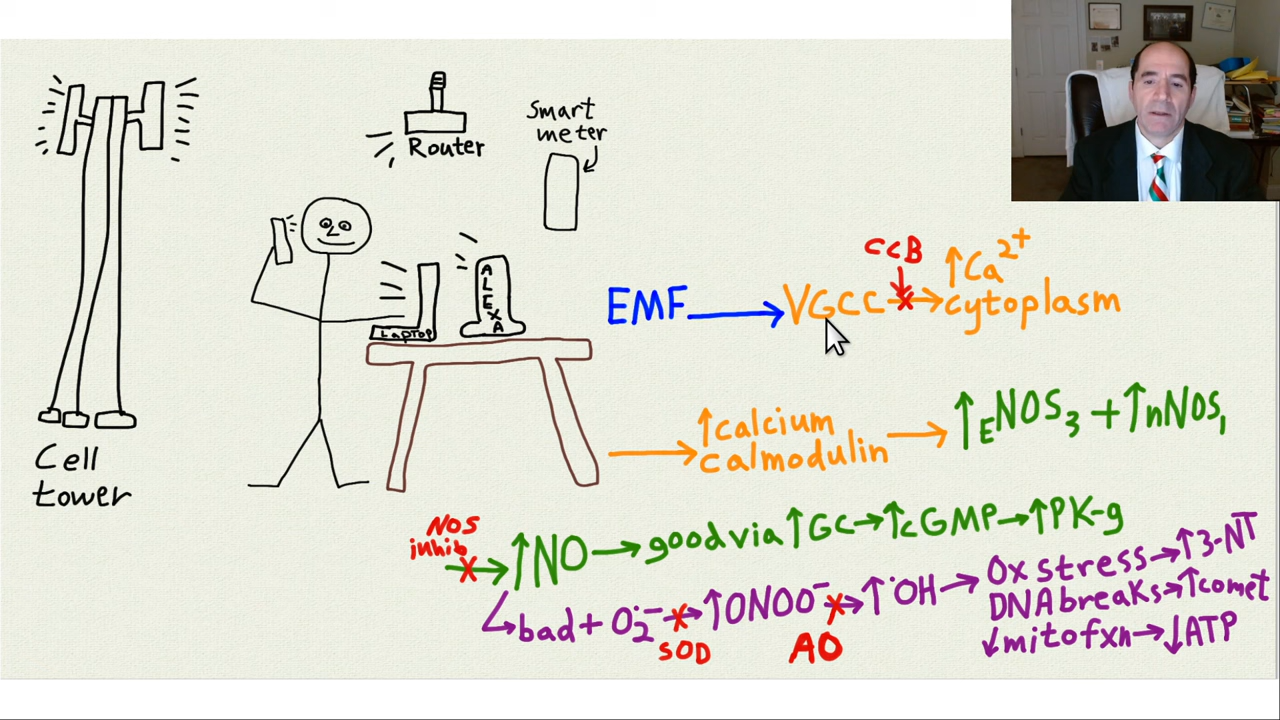 Smart
meter
Router
ALEXA
LAPTOP
Cell
tower
CCB
EMF → VGCC → ↑Ca2+
cytoplasm
→ ↑calcium
calmodulin → ↑ENOS3 + ↑nNOS1
NOS
inhib
→ ↑NO → good via ↑GC → ↑cGMP → ↑PK-g
↳ bad + O2•− → ↑ONOO− → ↑•OH → Ox stress → ↑3-NT
DNA breaks → ↑comet
↓mitofxn → ↓ATP
SOD
AO